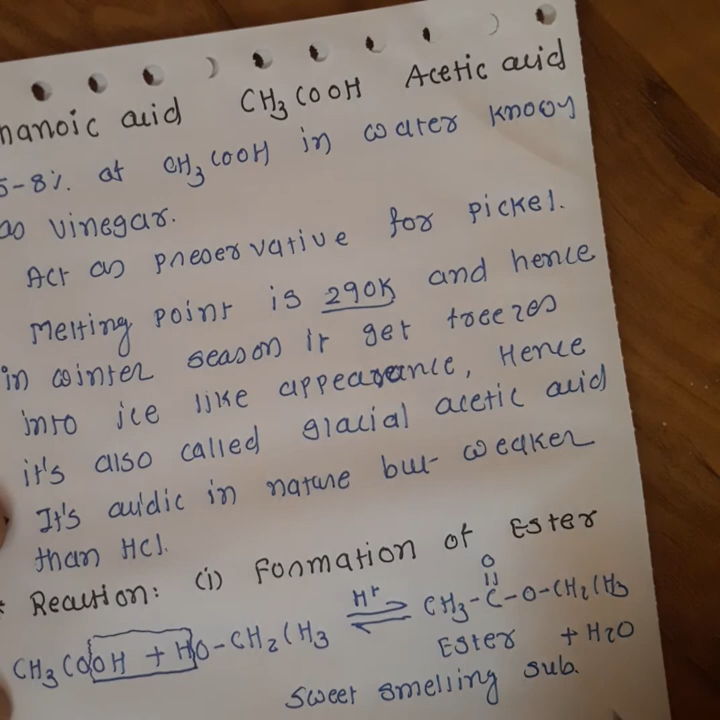 hanoic acid CH3COOH Acetic acid
5-8% of CH3COOH in water knowy
as vinegar.
Act as preservative for pickel.
Melting point is 290K and hence
in winter season it get freezes
into ice like appearance, Hence
it's also called glacial acetic acid
It's acidic in nature but weaker
than HCl.
* Reaction: (i) Formation of Ester
O
CH3COOH + HO-CH2CH3 H+ ⇌ CH3-C-O-CH2CH3
Ester + H2O
Sweet smelling sub.